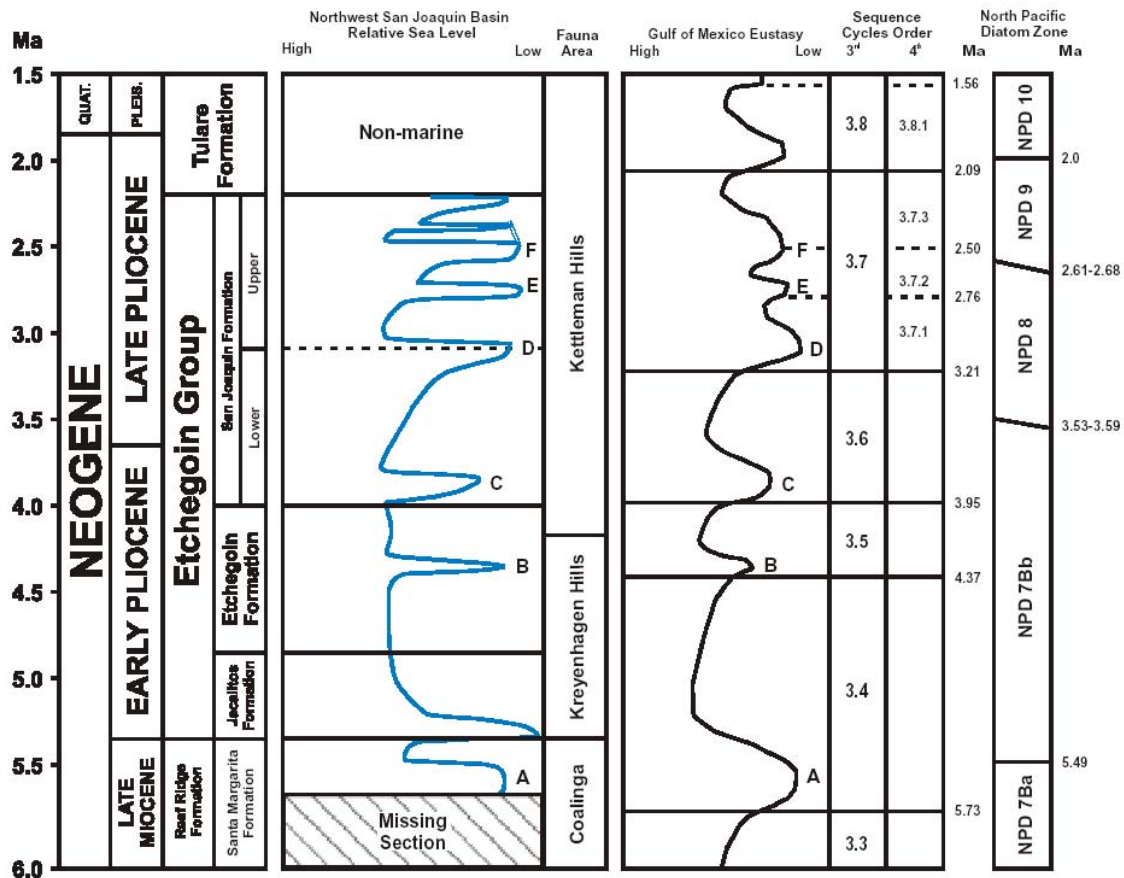 Northwest San Joaquin Basin
Relative Sea Level
High
Low
Fauna
Area
Gulf of Mexico Eustasy
High
Low
Sequence
Cycles Order
3rd
4th
Ma
North Pacific
Diatom Zone
Ma
Ma
1.5
2.0
2.5
3.0
3.5
4.0
4.5
5.0
5.5
6.0
NEOGENE
QUAT.
PLEIS.
LATE PLIOCENE
EARLY PLIOCENE
LATE
MIOCENE
Tulare
Formation
Etchegoin Group
San Joaquin Formation
Upper
Lower
Etchegoin
Formation
Jacalitos
Formation
Reef Ridge
Formation
Santa Margarita
Formation
Non-marine
F
E
D
C
B
A
Missing
Section
Kettleman Hills
Kreyenhagen Hills
Coalinga
F
E
D
C
B
A
3.8
3.7
3.6
3.5
3.4
3.3
3.8.1
3.7.3
3.7.2
3.7.1
1.56
2.09
2.50
2.76
3.21
3.95
4.37
5.73
NPD 10
NPD 9
NPD 8
NPD 7Bb
NPD 7Ba
2.0
2.61-2.68
3.53-3.59
5.49